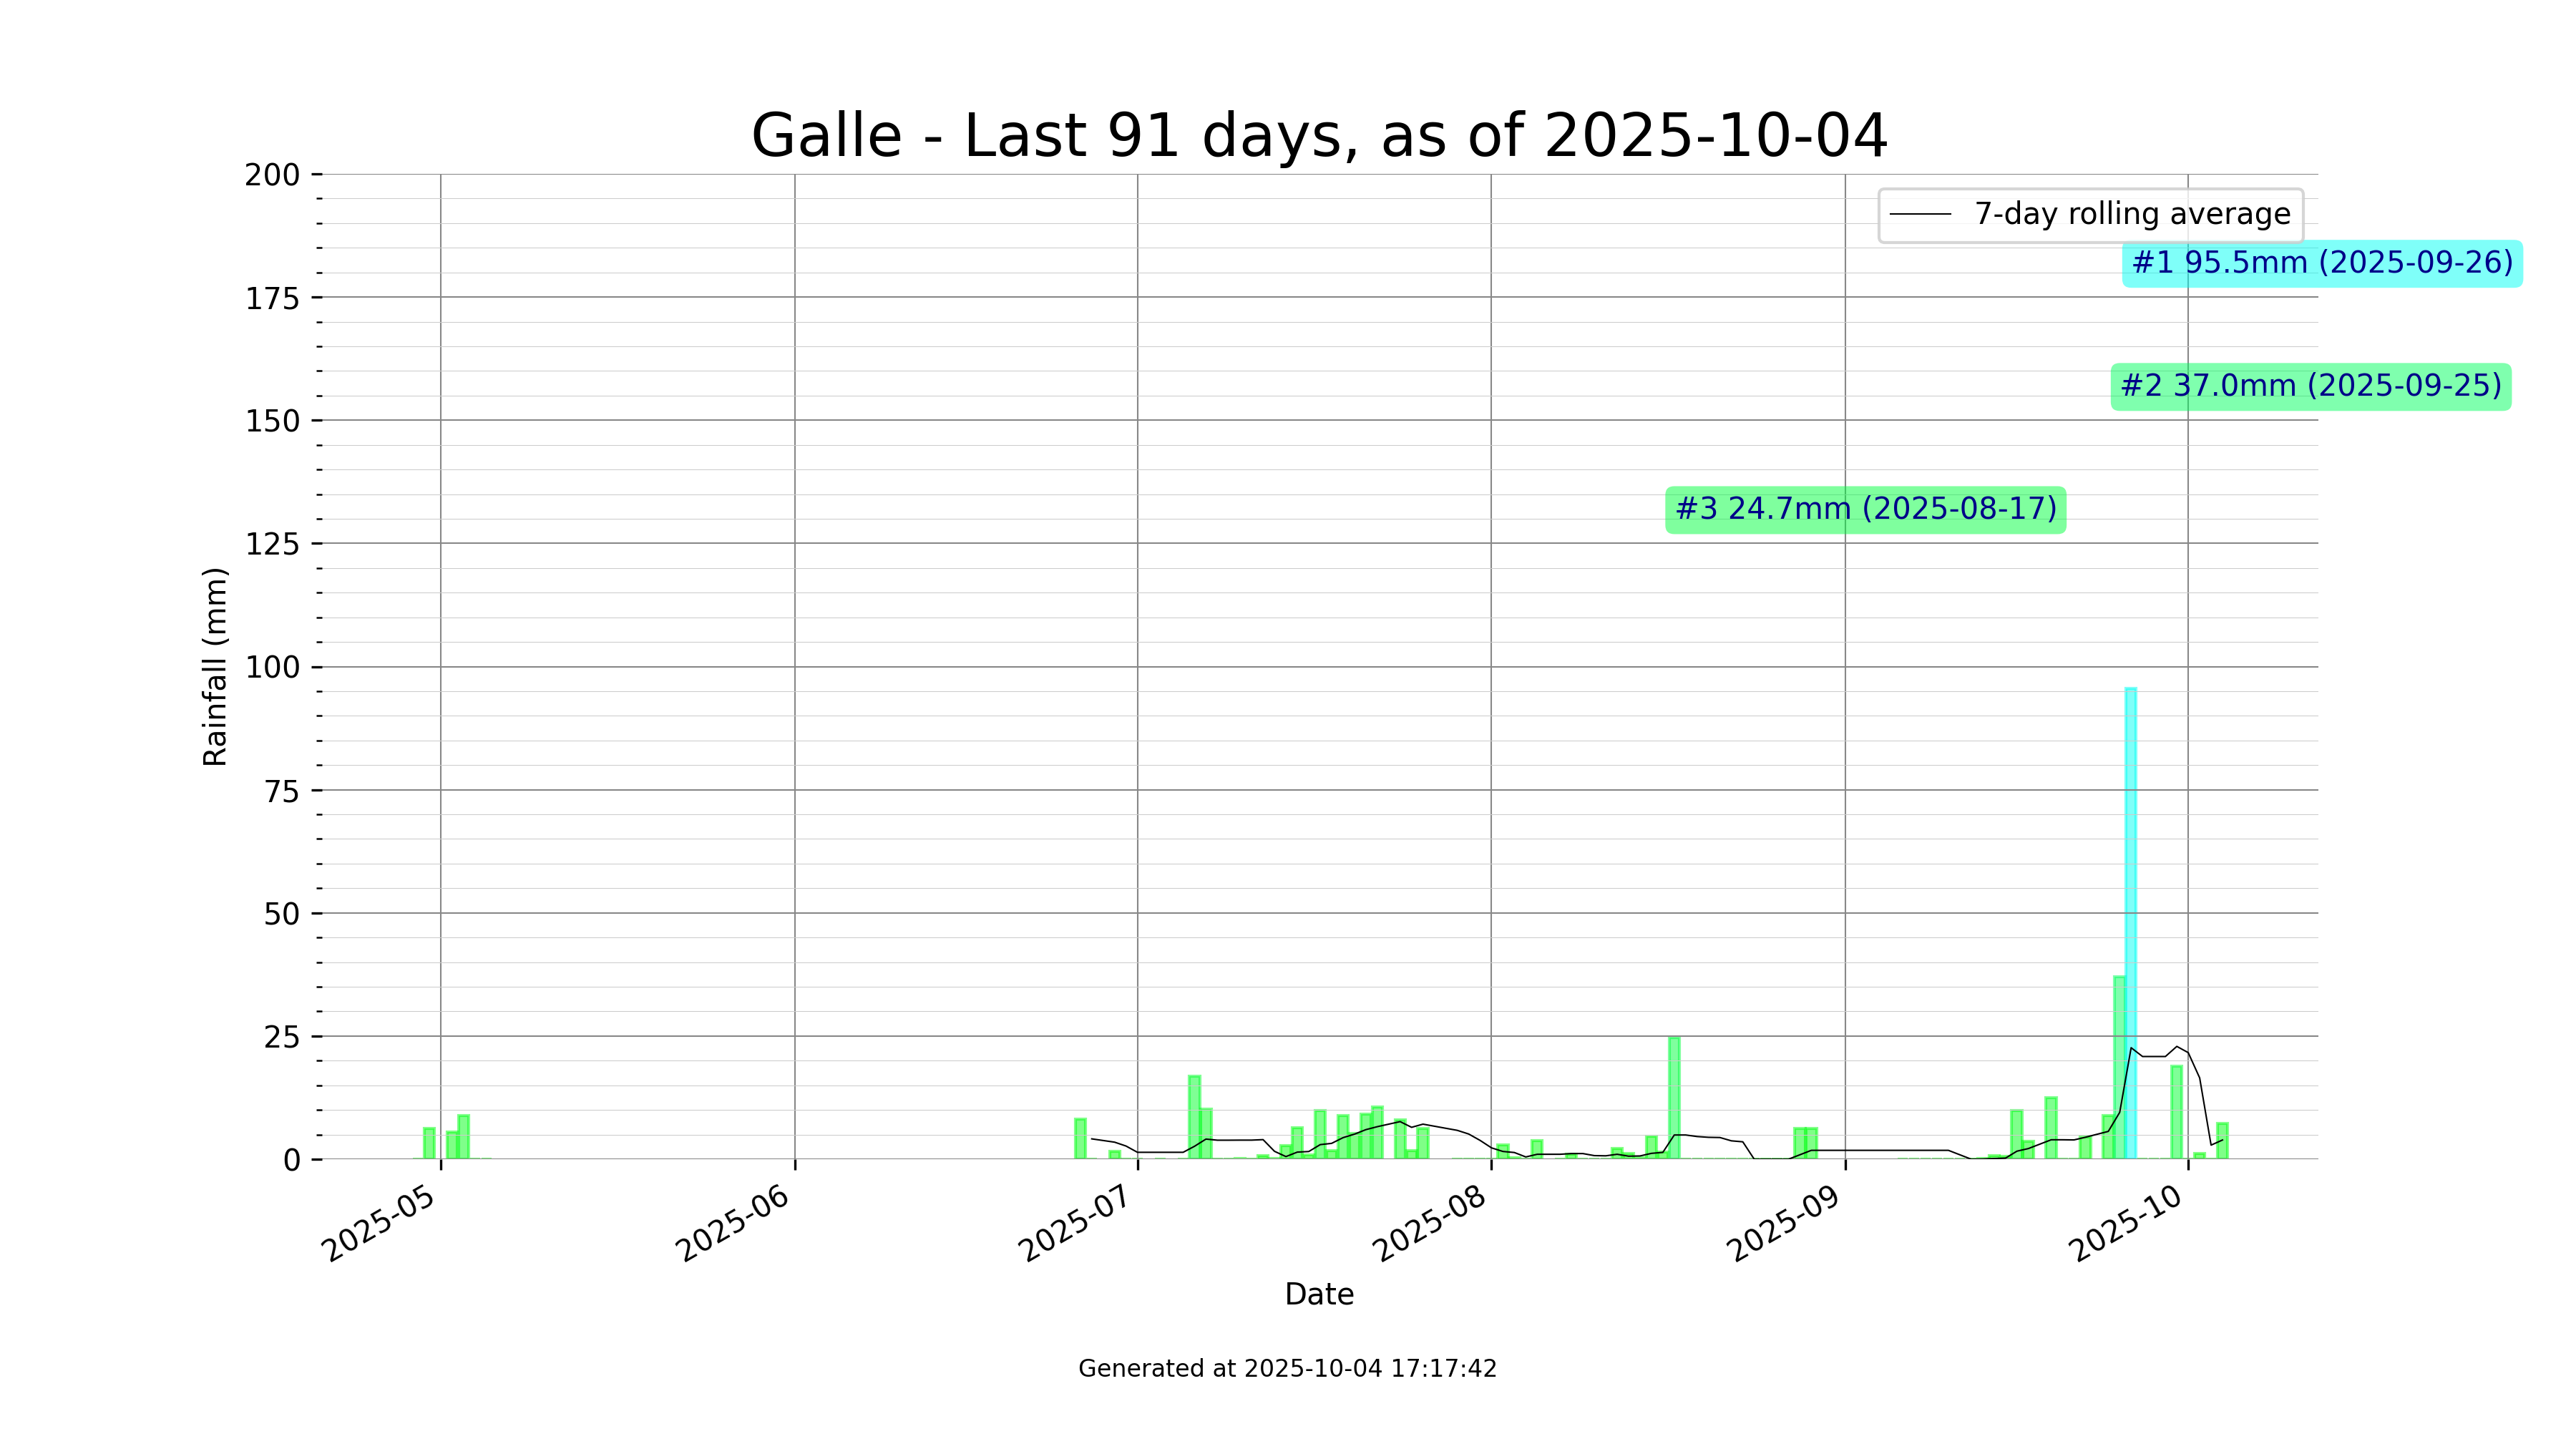 Galle - Last 91 days, as of 2025-10-04
7-day rolling average
#1 95.5mm (2025-09-26)
#2 37.0mm (2025-09-25)
#3 24.7mm (2025-08-17)
Rainfall (mm)
200
175
150
125
100
75
50
25
0
2025-05
2025-06
2025-07
2025-08
2025-09
2025-10
Date
Generated at 2025-10-04 17:17:42